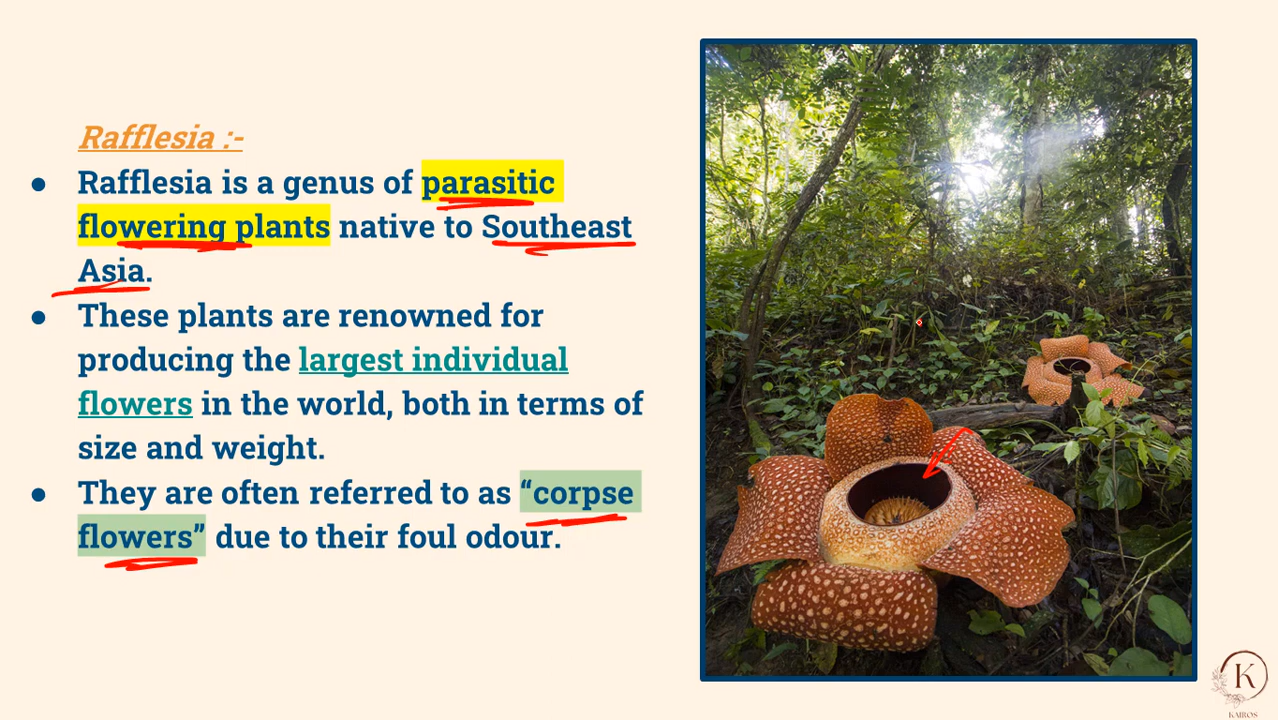 Rafflesia :-
● Rafflesia is a genus of parasitic
flowering plants native to Southeast
Asia.
● These plants are renowned for
producing the largest individual
flowers in the world, both in terms of
size and weight.
● They are often referred to as “corpse
flowers” due to their foul odour.
K
KAIROS